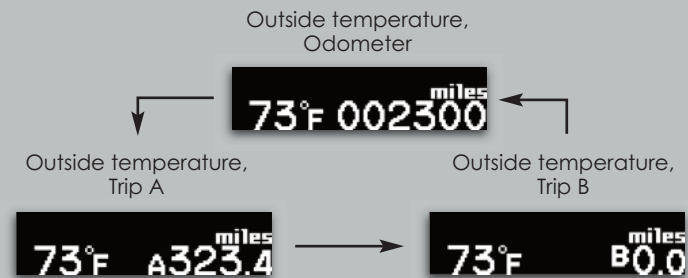 Outside temperature,
Odometer
miles
73°F 002300
Outside temperature,
Trip A
miles
73°F A323.4
Outside temperature,
Trip B
miles
73°F B0.0